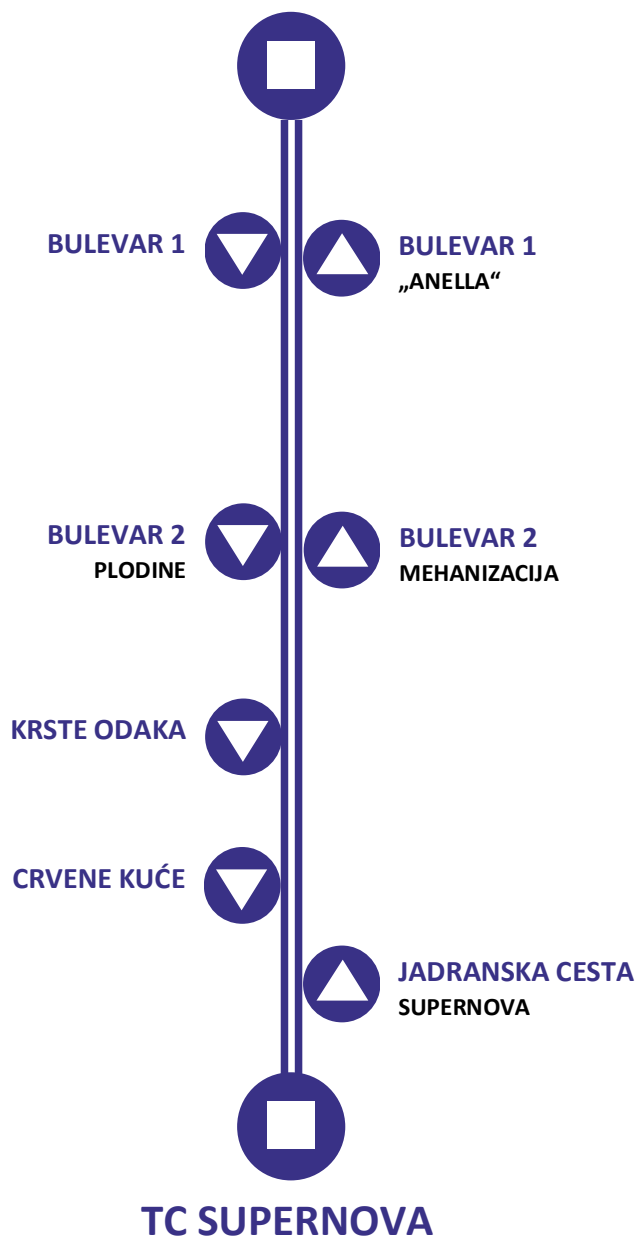 BULEVAR 1
BULEVAR 1
„ANELLA“
BULEVAR 2
PLODINE
BULEVAR 2
MEHANIZACIJA
KRSTE ODAKA
CRVENE KUĆE
JADRANSKA CESTA
SUPERNOVA
TC SUPERNOVA